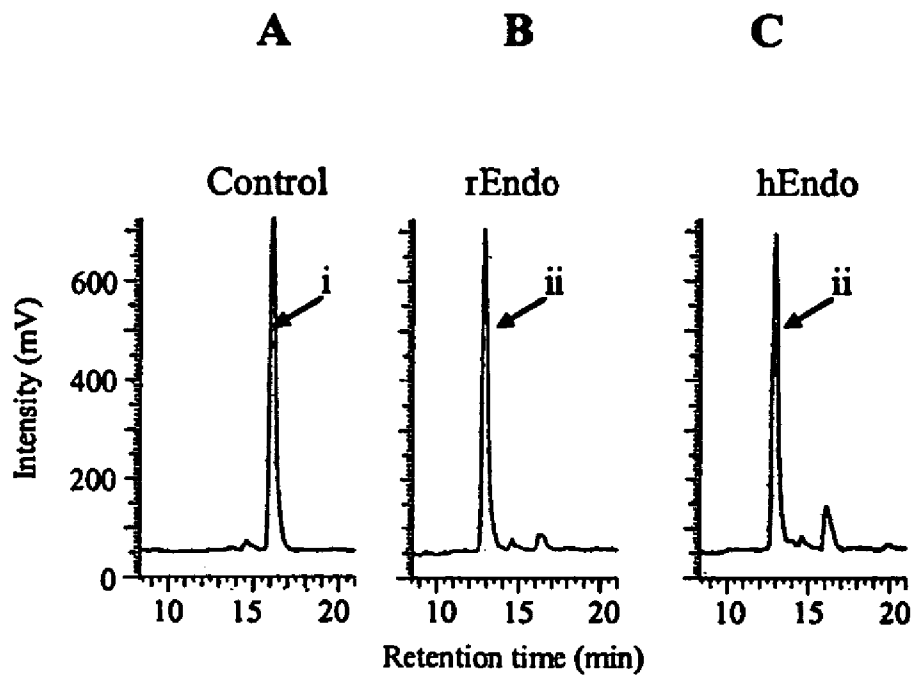 A B C
Control rEndo hEndo
i ii ii
Intensity (mV)
600
400
200
0
10 15 20 10 15 20 10 15 20
Retention time (min)